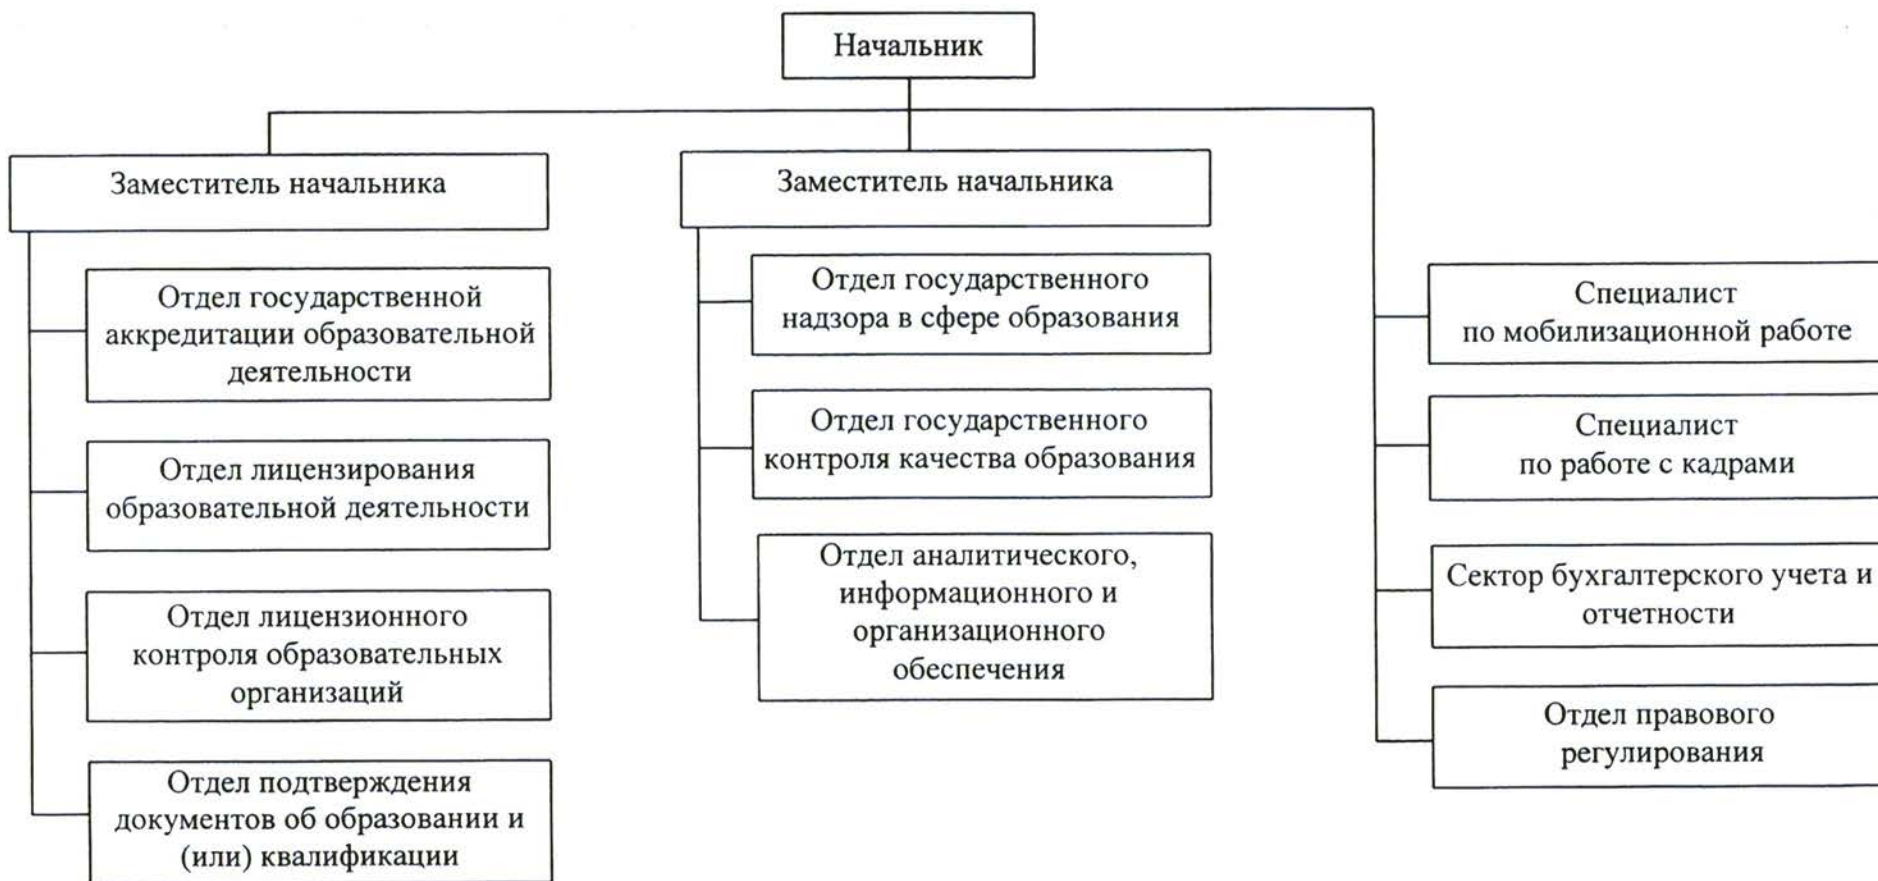 Начальник
Заместитель начальника
Отдел государственной
аккредитации образовательной
деятельности
Отдел лицензирования
образовательной деятельности
Отдел лицензионного
контроля образовательных
организаций
Отдел подтверждения
документов об образовании и
(или) квалификации
Заместитель начальника
Отдел государственного
надзора в сфере образования
Отдел государственного
контроля качества образования
Отдел аналитического,
информационного и
организационного
обеспечения
Специалист
по мобилизационной работе
Специалист
по работе с кадрами
Сектор бухгалтерского учета и
отчетности
Отдел правового
регулирования